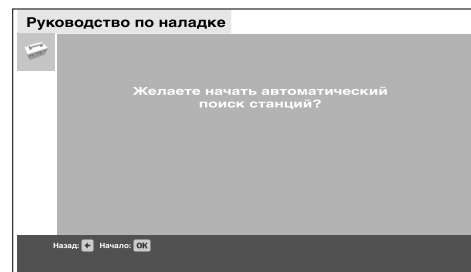 Руководство по наладке
Желаете начать автоматический
поиск станций?
Назад: ← Начало: OK